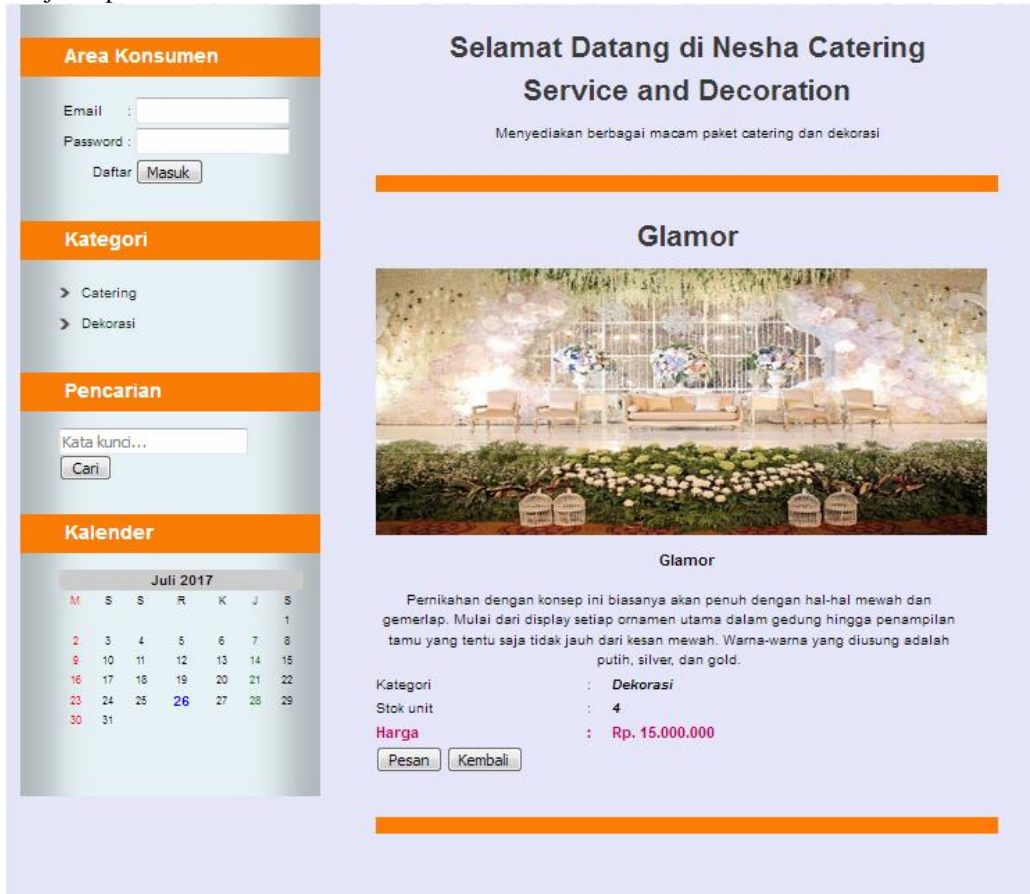 Area Konsumen
Email :
Password :
Daftar Masuk
Kategori
Catering
Dekorasi
Pencarian
Kata kunci...
Cari
Kalender
Juli 2017
M S S R K J S
1
2 3 4 5 6 7 8
9 10 11 12 13 14 15
16 17 18 19 20 21 22
23 24 25 26 27 28 29
30 31
Selamat Datang di Nesha Catering
Service and Decoration
Menyediakan berbagai macam paket catering dan dekorasi
Glamor
Glamor
Pernikahan dengan konsep ini biasanya akan penuh dengan hal-hal mewah dan
gemerlap. Mulai dari display setiap ornamen utama dalam gedung hingga penampilan
tamu yang tentu saja tidak jauh dari kesan mewah. Warna-warna yang diusung adalah
putih, silver, dan gold.
Kategori : Dekorasi
Stok unit : 4
Harga : Rp. 15.000.000
Pesan Kembali